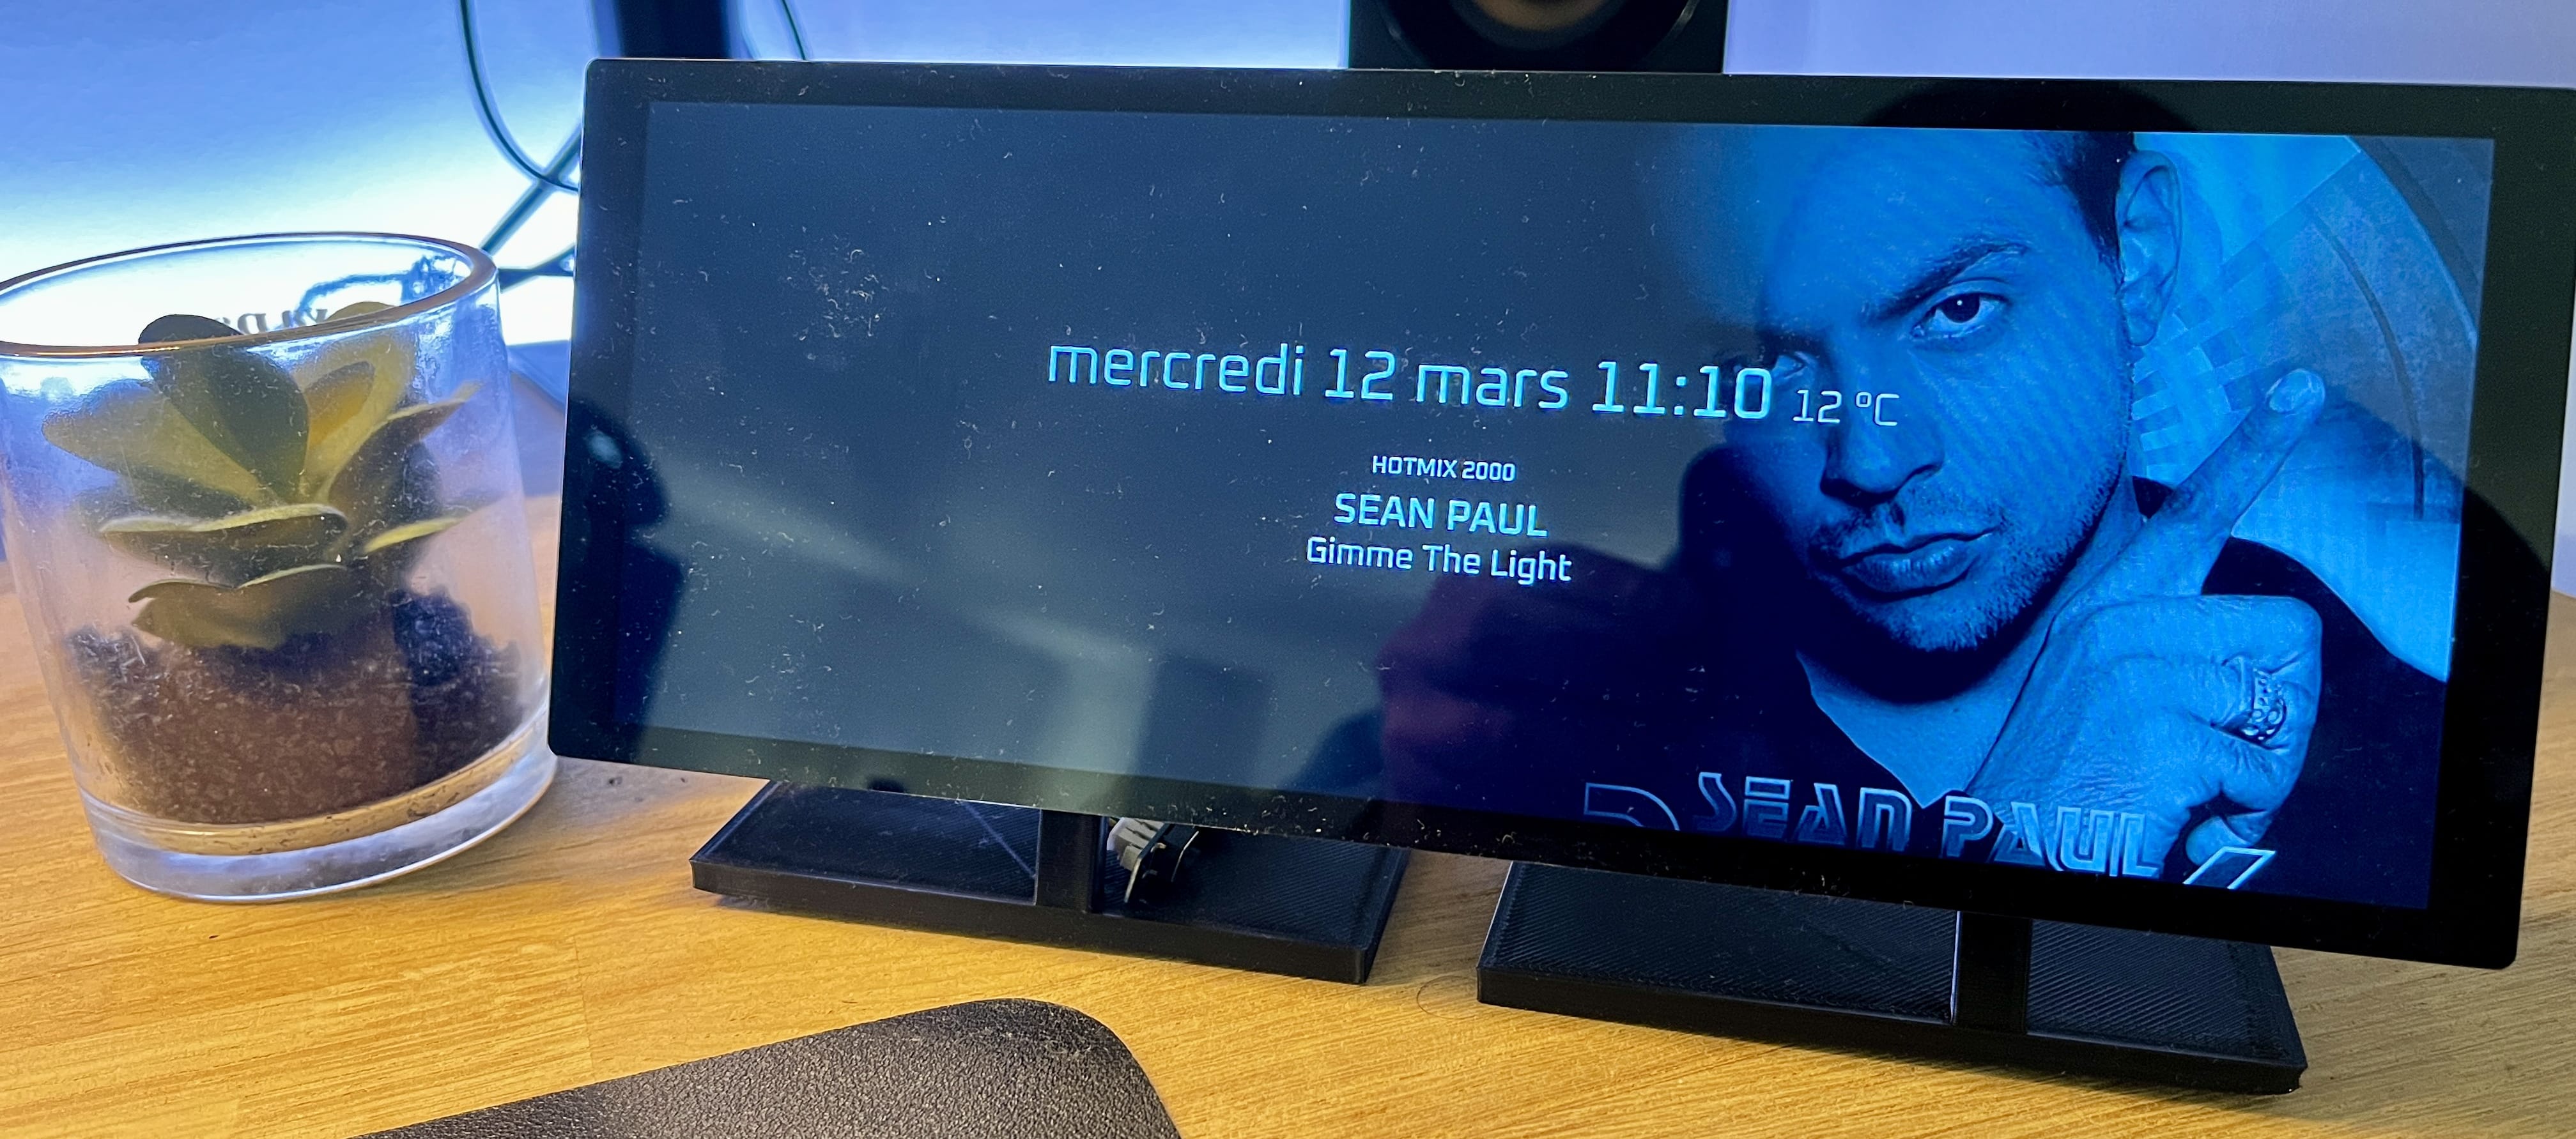 mercredi 12 mars 11:10 12 °C
HOTMIX 2000
SEAN PAUL
Gimme The Light
SEAN PAUL